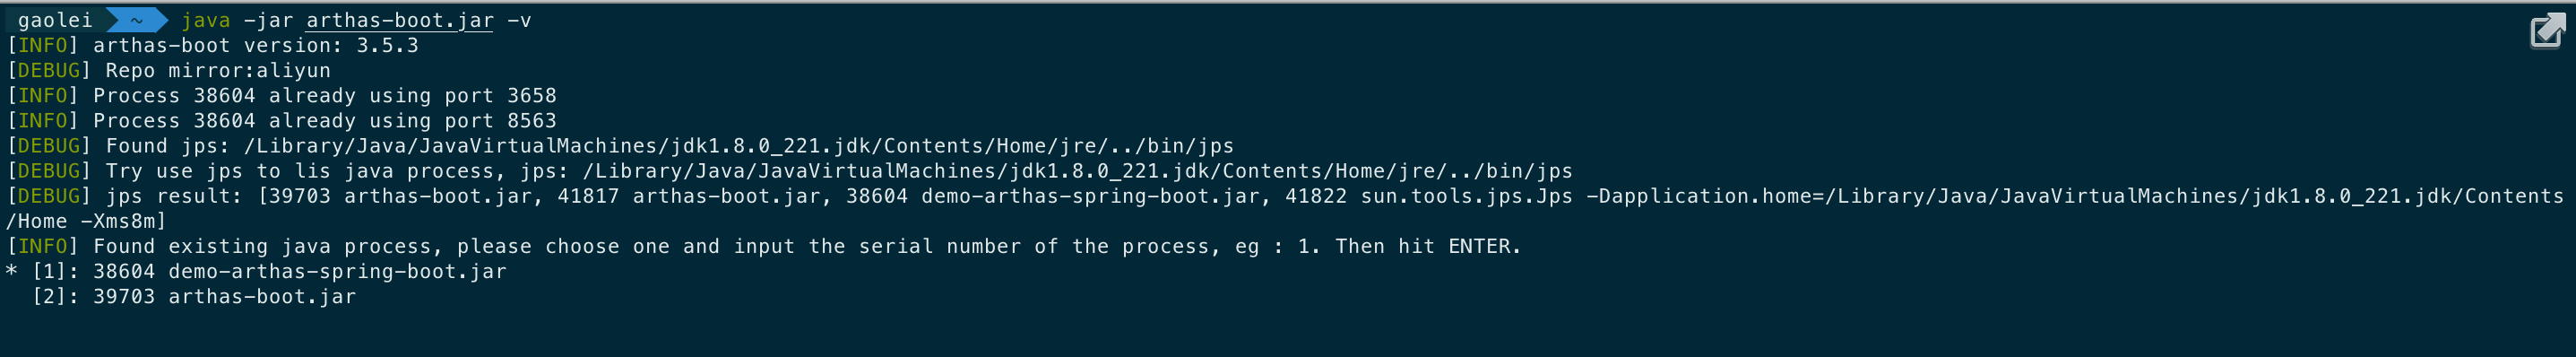 gaolei ~ java -jar arthas-boot.jar -v
[INFO] arthas-boot version: 3.5.3
[DEBUG] Repo mirror:aliyun
[INFO] Process 38604 already using port 3658
[INFO] Process 38604 already using port 8563
[DEBUG] Found jps: /Library/Java/JavaVirtualMachines/jdk1.8.0_221.jdk/Contents/Home/jre/../bin/jps
[DEBUG] Try use jps to lis java process, jps: /Library/Java/JavaVirtualMachines/jdk1.8.0_221.jdk/Contents/Home/jre/../bin/jps
[DEBUG] jps result: [39703 arthas-boot.jar, 41817 arthas-boot.jar, 38604 demo-arthas-spring-boot.jar, 41822 sun.tools.jps.Jps -Dapplication.home=/Library/Java/JavaVirtualMachines/jdk1.8.0_221.jdk/Contents
/Home -Xms8m]
[INFO] Found existing java process, please choose one and input the serial number of the process, eg : 1. Then hit ENTER.
* [1]: 38604 demo-arthas-spring-boot.jar
  [2]: 39703 arthas-boot.jar